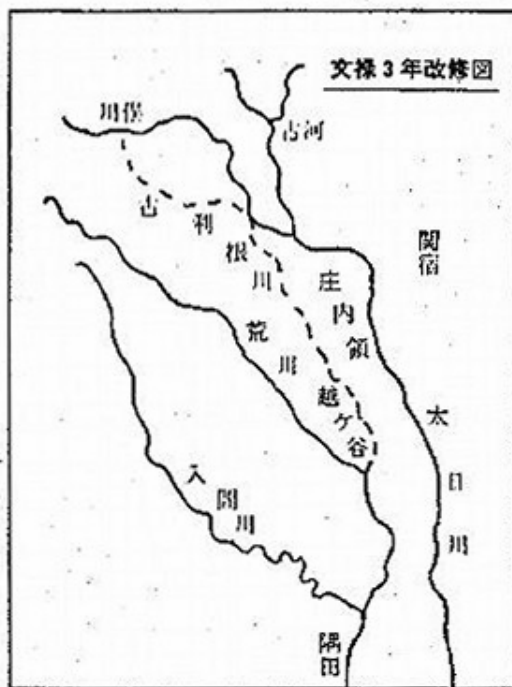 文操3年改修図
川俣
古河
古利根川
関宿
庄内領
荒川
越ケ谷
太日川
入間川
隅田